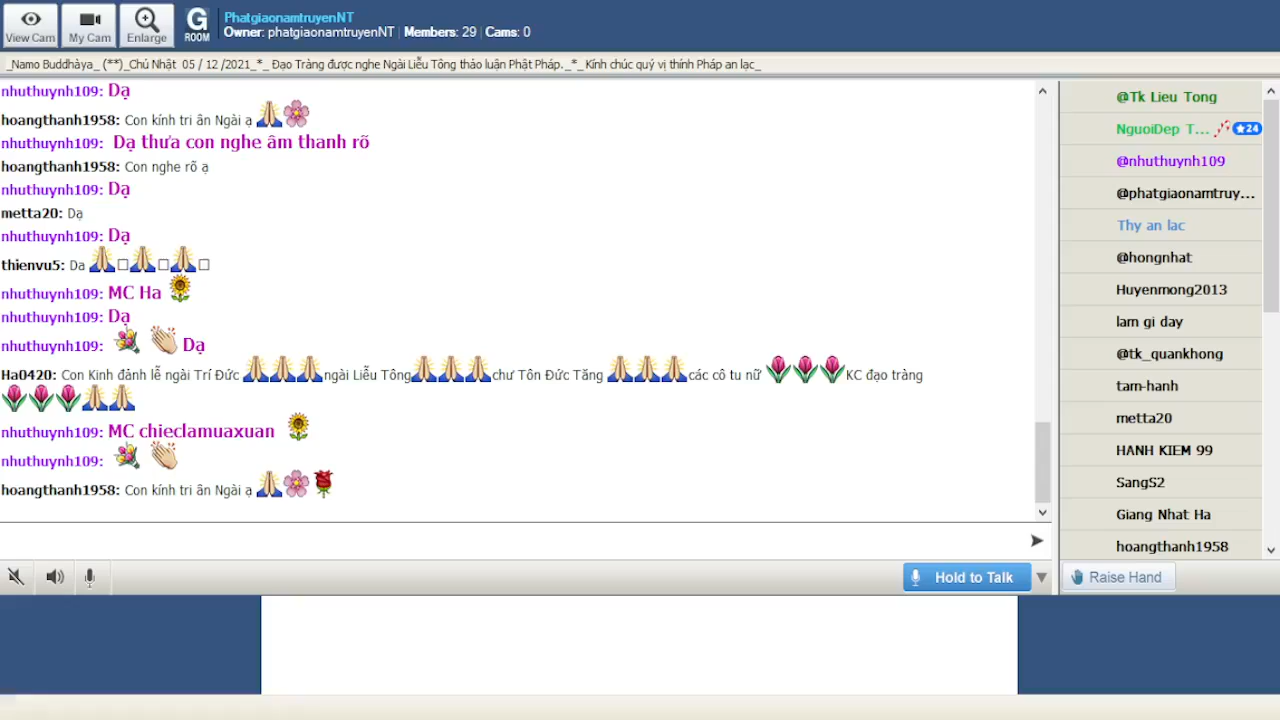 View Cam
My Cam
Enlarge
G
ROOM
PhatgiaonamtruyenNT
Owner: phatgiaonamtruyenNT | Members: 29 | Cams: 0
_Namo Buddhàya_ (**)_Chú Nhật 05 / 12 /2021_*_ Đạo Tràng được nghe Ngài Liễu Tông thảo luận Phật Pháp._*_Kính chúc quý vị thính Pháp an lạc_
nhuthuynh109: Dạ
hoangthanh1958: Con kính tri ân Ngài ạ
nhuthuynh109: Dạ thưa con nghe âm thanh rõ
hoangthanh1958: Con nghe rõ ạ
nhuthuynh109: Dạ
metta20: Dạ
nhuthuynh109: Dạ
thienvu5: Dạ
nhuthuynh109: MC Ha
nhuthuynh109: Dạ
nhuthuynh109: Dạ
Ha0420: Con Kinh đảnh lễ ngài Trí Đức ngài Liễu Tông chư Tôn Đức Tăng các cô tu nữ KC đạo tràng
nhuthuynh109: MC chieclamuaxuan
nhuthuynh109:
hoangthanh1958: Con kính tri ân Ngài ạ
Hold to Talk
@Tk Lieu Tong
NguoiDep T... 24
@nhuthuynh109
@phatgiaonamtruy...
Thy an lac
@hongnhat
Huyenmong2013
lam gi day
@tk_quankhong
tam-hanh
metta20
HANH KIEM 99
SangS2
Giang Nhat Ha
hoangthanh1958
Raise Hand